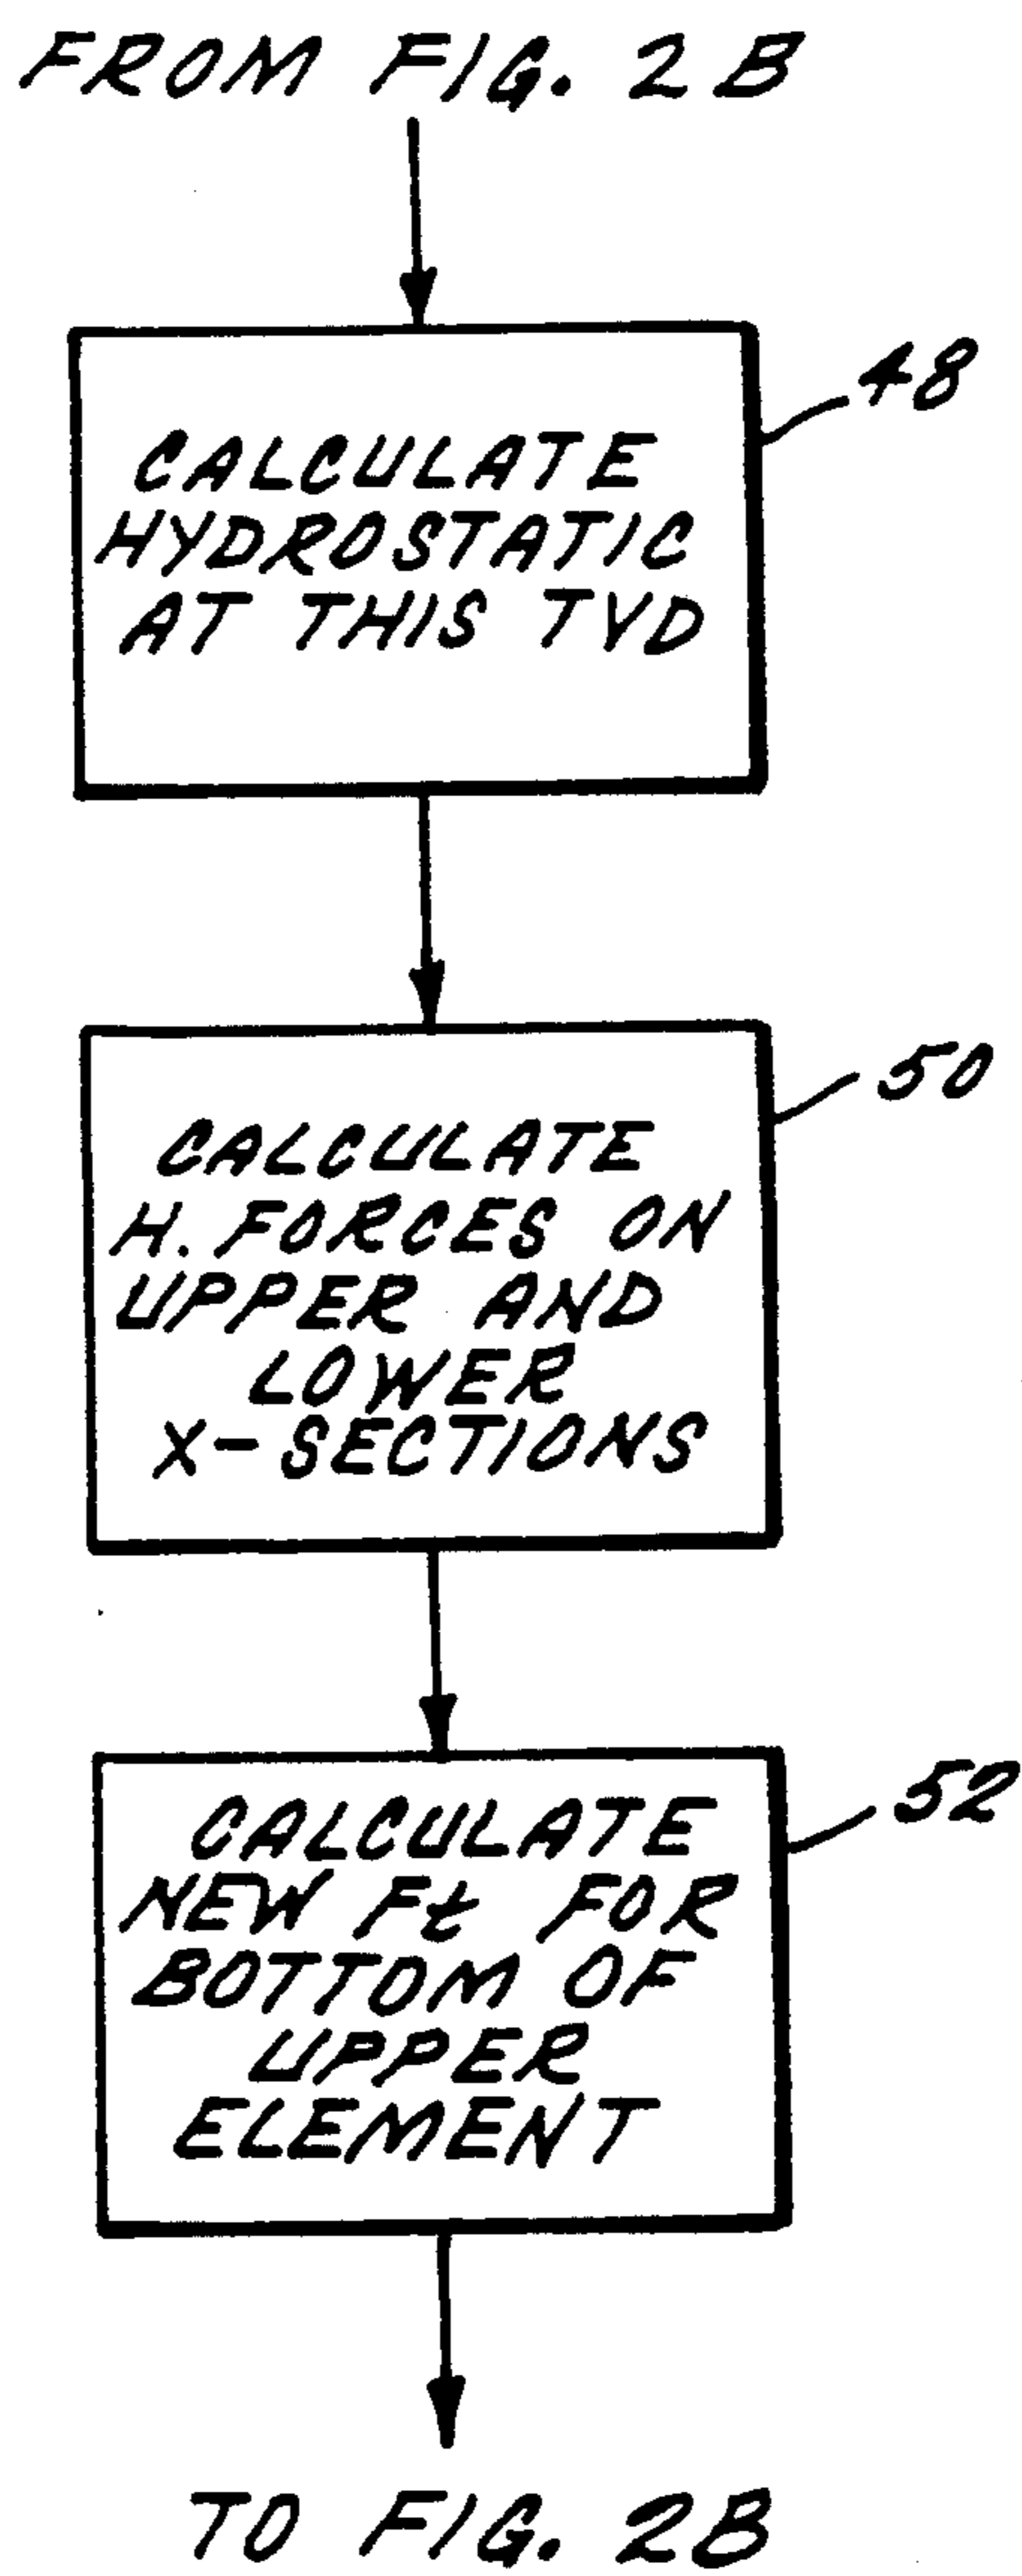 FROM FIG. 2B
48
CALCULATE
HYDROSTATIC
AT THIS TVD
50
CALCULATE
H. FORCES ON
UPPER AND
LOWER
X-SECTIONS
52
CALCULATE
NEW Ft FOR
BOTTOM OF
UPPER
ELEMENT
TO FIG. 2B